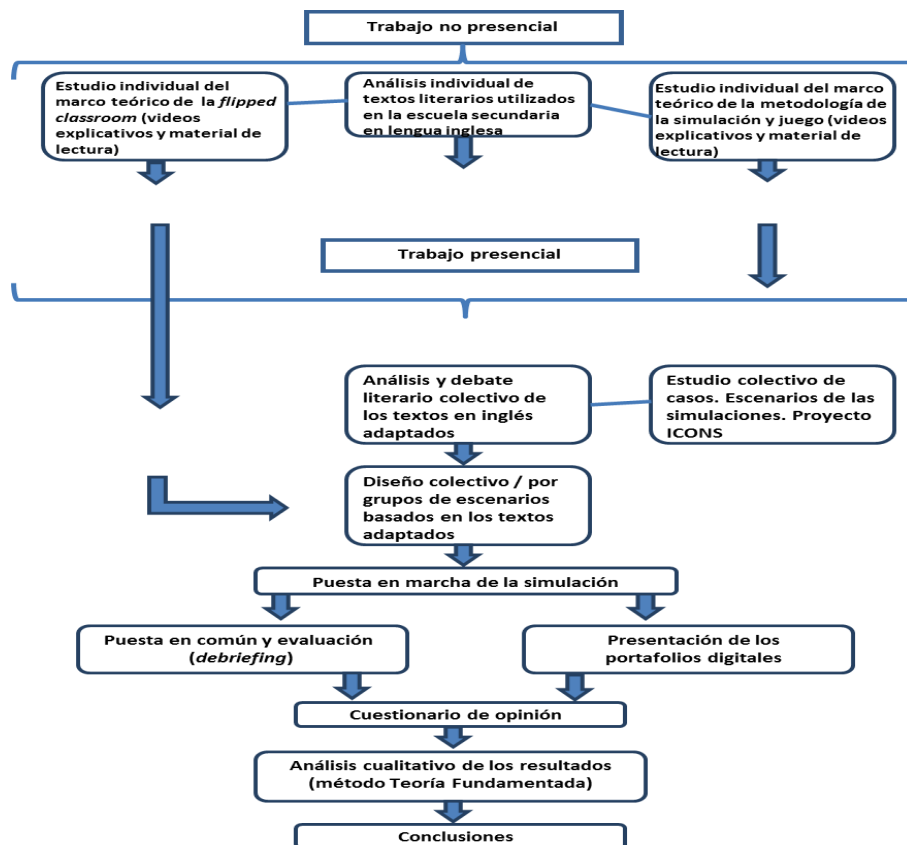 Trabajo no presencial
Estudio individual del
marco teórico de la flipped
classroom (videos
explicativos y material de
lectura)
Análisis individual de
textos literarios utilizados
en la escuela secundaria
en lengua inglesa
Estudio individual del marco
teórico de la metodología de
la simulación y juego (videos
explicativos y material de
lectura)
Trabajo presencial
Análisis y debate
literario colectivo de
los textos en inglés
adaptados
Estudio colectivo de
casos. Escenarios de las
simulaciones. Proyecto
ICONS
Diseño colectivo / por
grupos de escenarios
basados en los textos
adaptados
Puesta en marcha de la simulación
Puesta en común y evaluación
(debriefing)
Presentación de los
portafolios digitales
Cuestionario de opinión
Análisis cualitativo de los resultados
(método Teoría Fundamentada)
Conclusiones